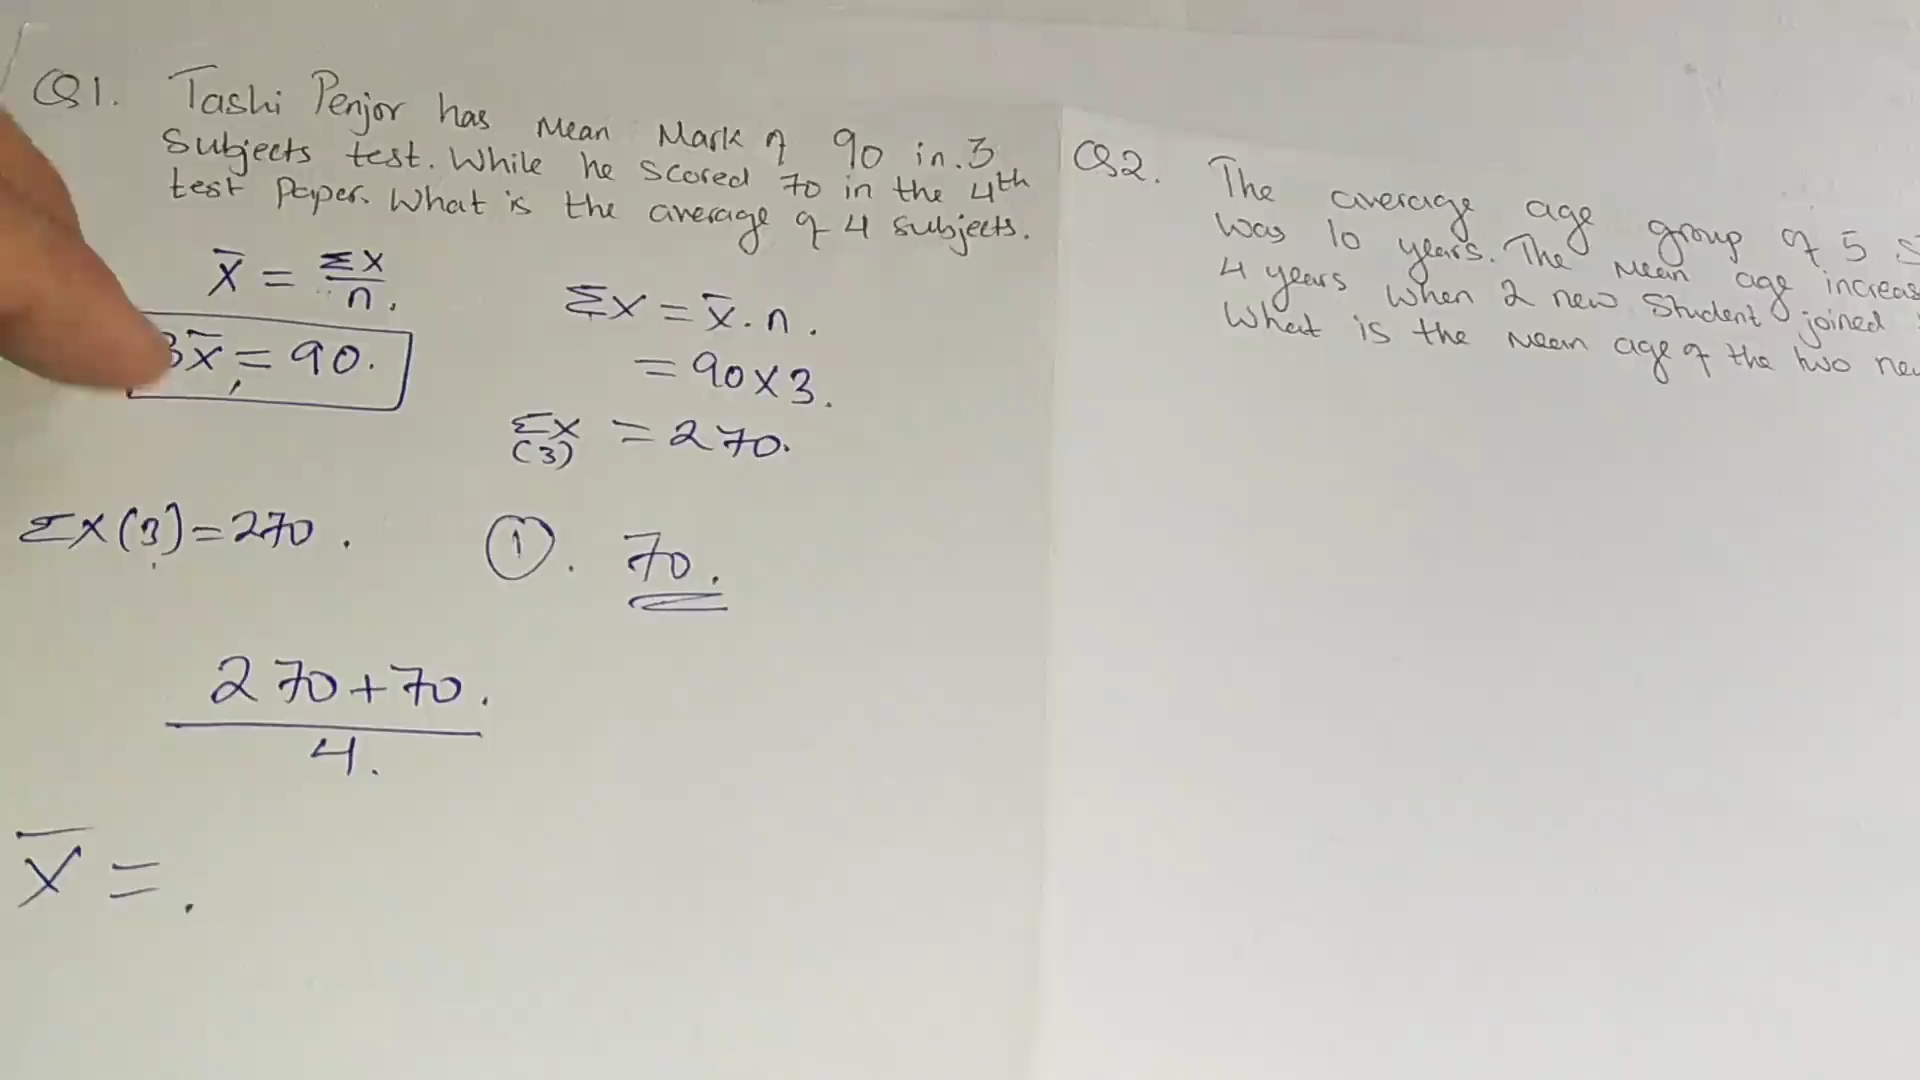 Q1. Tashi Penjor has Mean Mark of 90 in 3
Subjects test. While he scored 70 in the 4th
test paper. What is the average of 4 subjects.
x̄ = Σx/n.
3x̄ = 90.
Σx = x̄.n.
= 90x3.
Σx (3) = 270.
Σx(3) = 270.
①. 70.
270+70.
4.
x̄ = .
Q2. The average age group of 5
was 10 years. The Mean age
4 years when 2 new Student joined
What is the Mean age of the two